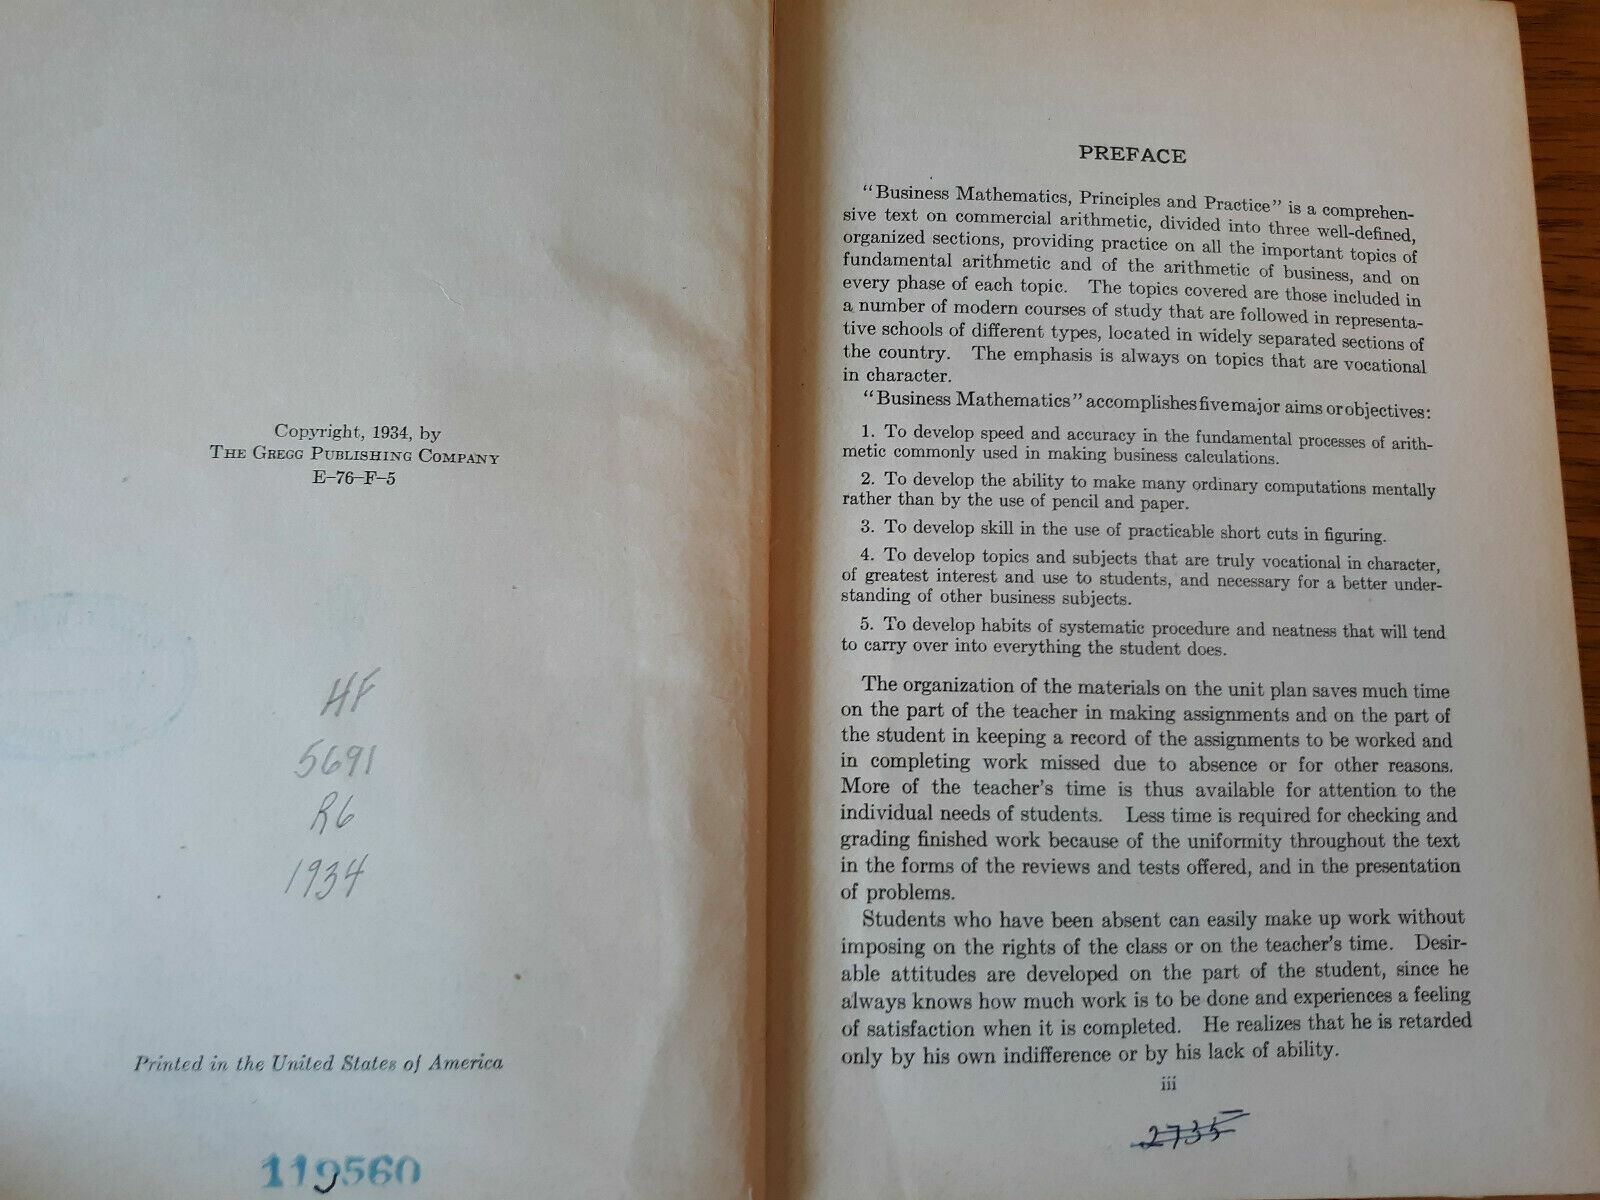 Copyright, 1934, by
THE GREGG PUBLISHING COMPANY
E-76-F-5
HF
5691
R6
1934
Printed in the United States of America
119560
PREFACE
"Business Mathematics, Principles and Practice" is a comprehen-
sive text on commercial arithmetic, divided into three well-defined,
organized sections, providing practice on all the important topics of
fundamental arithmetic and of the arithmetic of business, and on
every phase of each topic. The topics covered are those included in
a number of modern courses of study that are followed in representa-
tive schools of different types, located in widely separated sections of
the country. The emphasis is always on topics that are vocational
in character.
"Business Mathematics" accomplishes five major aims or objectives:
1. To develop speed and accuracy in the fundamental processes of arith-
metic commonly used in making business calculations.
2. To develop the ability to make many ordinary computations mentally
rather than by the use of pencil and paper.
3. To develop skill in the use of practicable short cuts in figuring.
4. To develop topics and subjects that are truly vocational in character,
of greatest interest and use to students, and necessary for a better under-
standing of other business subjects.
5. To develop habits of systematic procedure and neatness that will tend
to carry over into everything the student does.
The organization of the materials on the unit plan saves much time
on the part of the teacher in making assignments and on the part of
the student in keeping a record of the assignments to be worked and
in completing work missed due to absence or for other reasons.
More of the teacher's time is thus available for attention to the
individual needs of students. Less time is required for checking and
grading finished work because of the uniformity throughout the text
in the forms of the reviews and tests offered, and in the presentation
of problems.
Students who have been absent can easily make up work without
imposing on the rights of the class or on the teacher's time. Desir-
able attitudes are developed on the part of the student, since he
always knows how much work is to be done and experiences a feeling
of satisfaction when it is completed. He realizes that he is retarded
only by his own indifference or by his lack of ability.
iii
2735